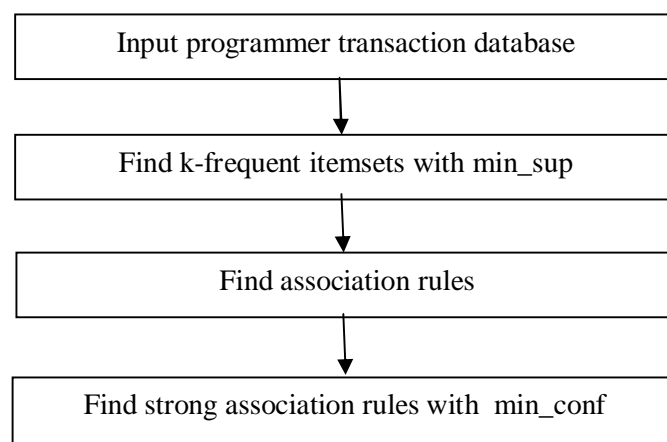 Input programmer transaction database
Find k-frequent itemsets with min_sup
Find association rules
Find strong association rules with min_conf